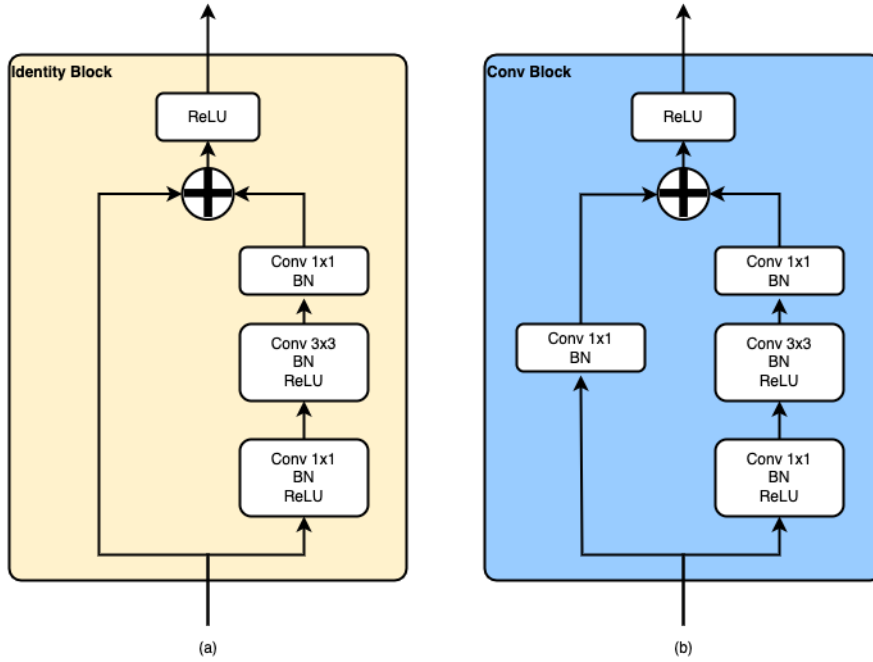 Identity Block
ReLU
Conv 1x1
BN
Conv 3x3
BN
ReLU
Conv 1x1
BN
ReLU
(a)
Conv Block
ReLU
Conv 1x1
BN
Conv 1x1
BN
Conv 3x3
BN
ReLU
Conv 1x1
BN
ReLU
(b)